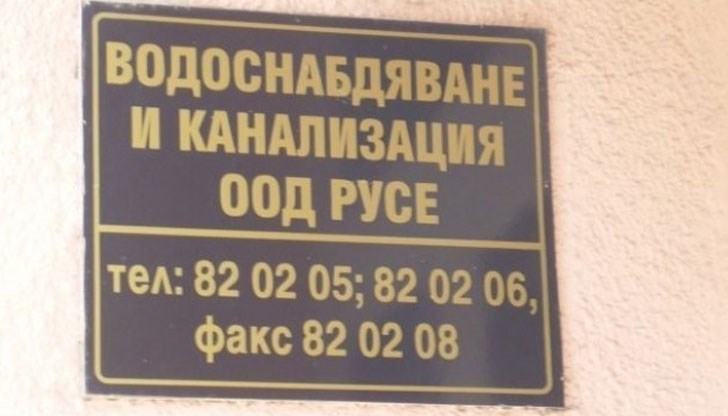 ВОДОСНАБДЯВАНЕ
И КАНАЛИЗАЦИЯ
ООД РУСЕ
тел: 82 02 05; 82 02 06,
факс 82 02 08